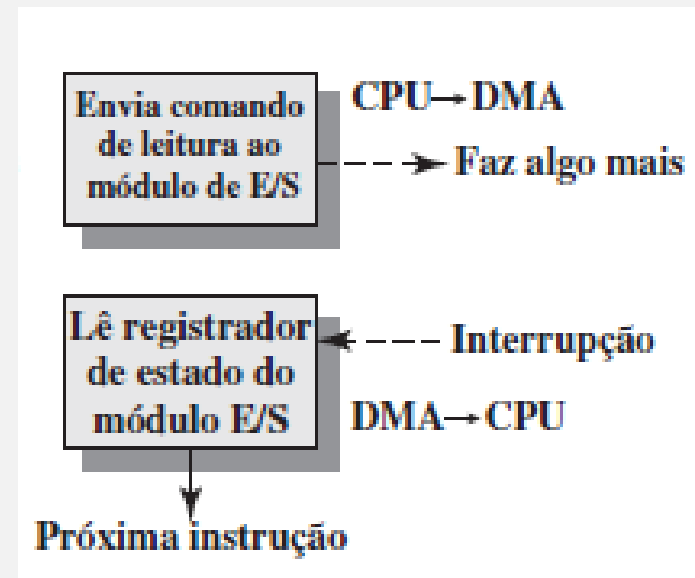 Envia comando
de leitura ao
módulo de E/S
CPU→DMA
Faz algo mais
Lê registrador
de estado do
módulo E/S
Interrupção
DMA→CPU
Próxima instrução